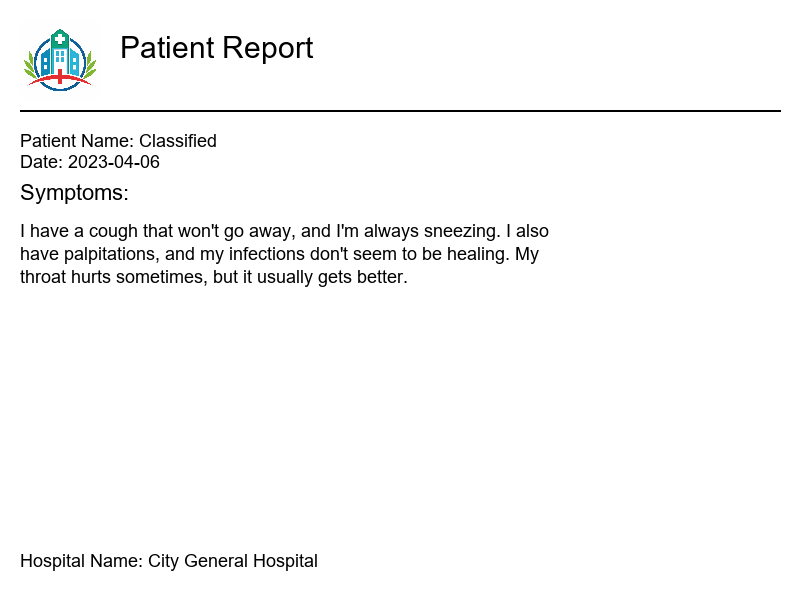 Patient Report
Patient Name: Classified
Date: 2023-04-06
Symptoms:
I have a cough that won't go away, and I'm always sneezing. I also
have palpitations, and my infections don't seem to be healing. My
throat hurts sometimes, but it usually gets better.
Hospital Name: City General Hospital